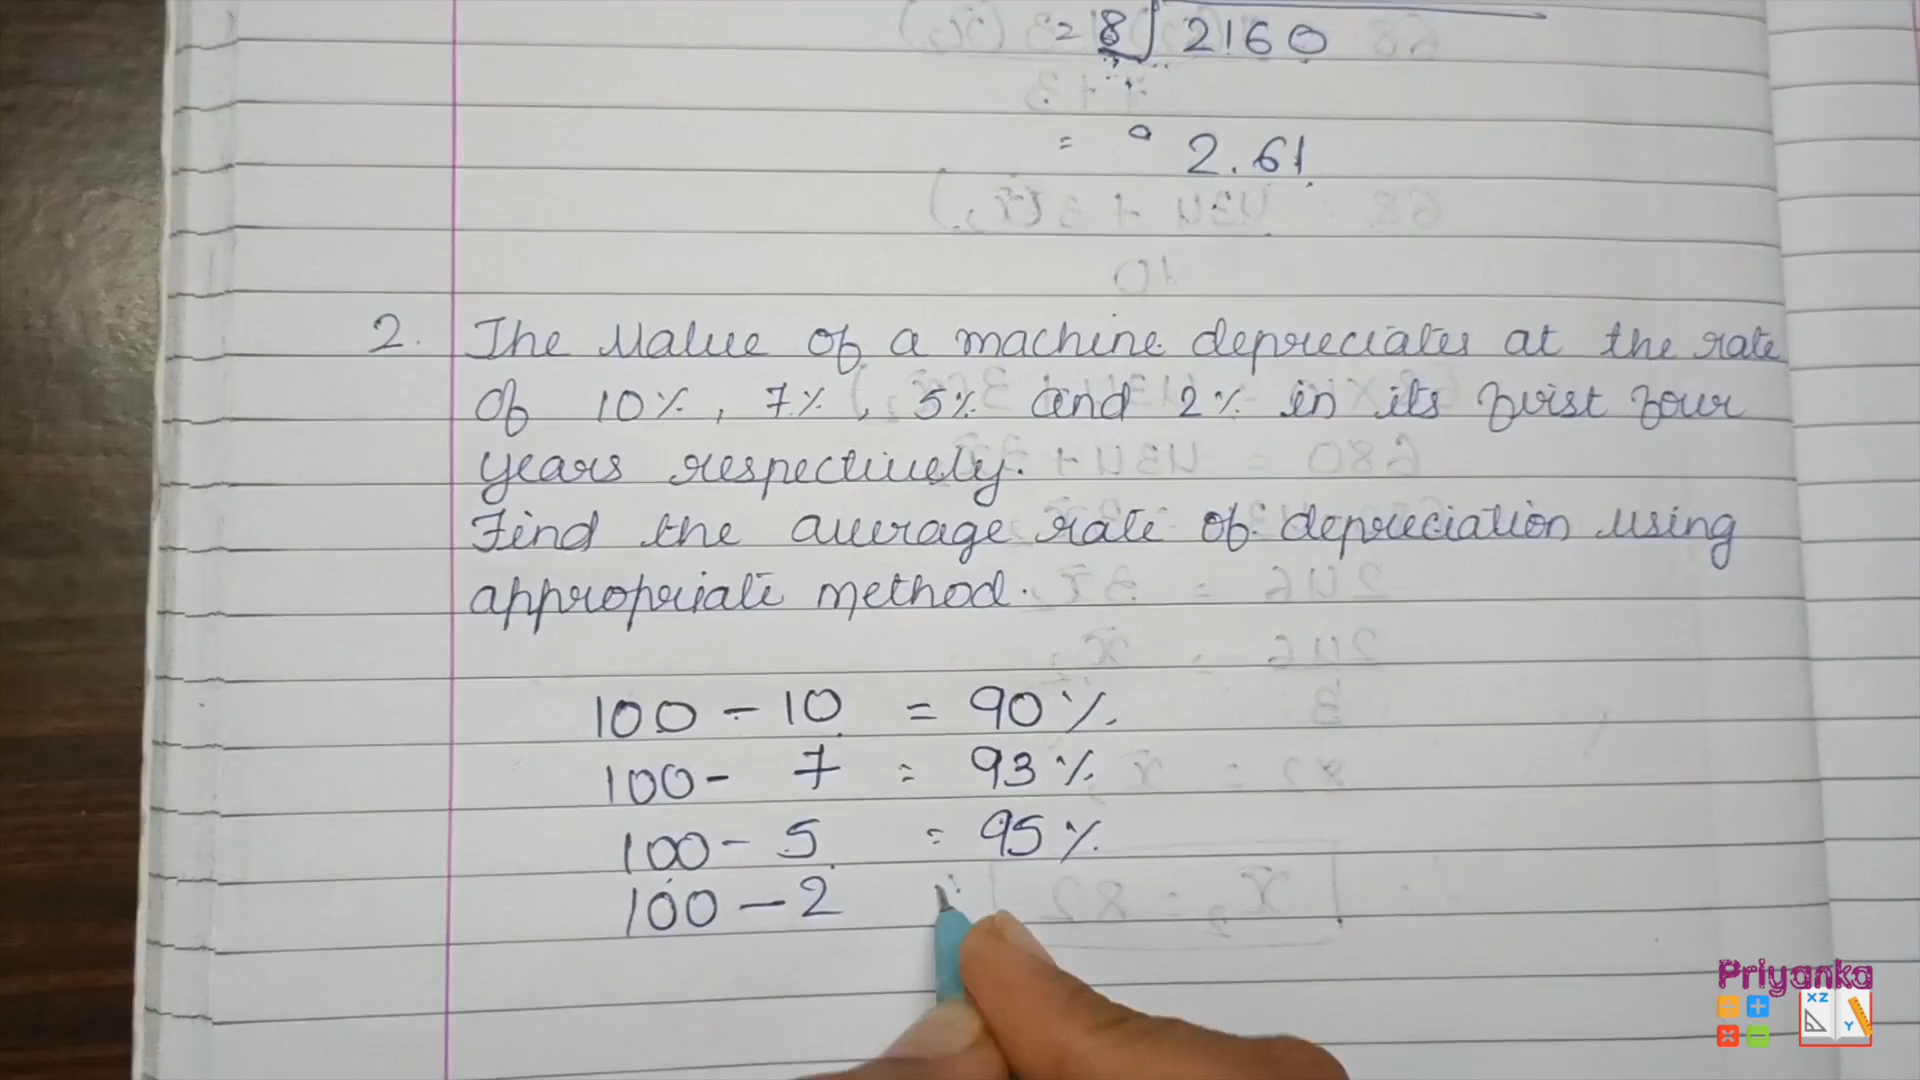 = 8√2160
= 2.61
2. The Value of a machine depreciates at the rate
of 10%, 7%, 5% and 2% in its first four
years respectively.
Find the average rate of depreciation using
appropriate method.
100 - 10 = 90%
100 - 7 = 93%
100 - 5 = 95%
100 - 2
Priyanka
XZ
Y